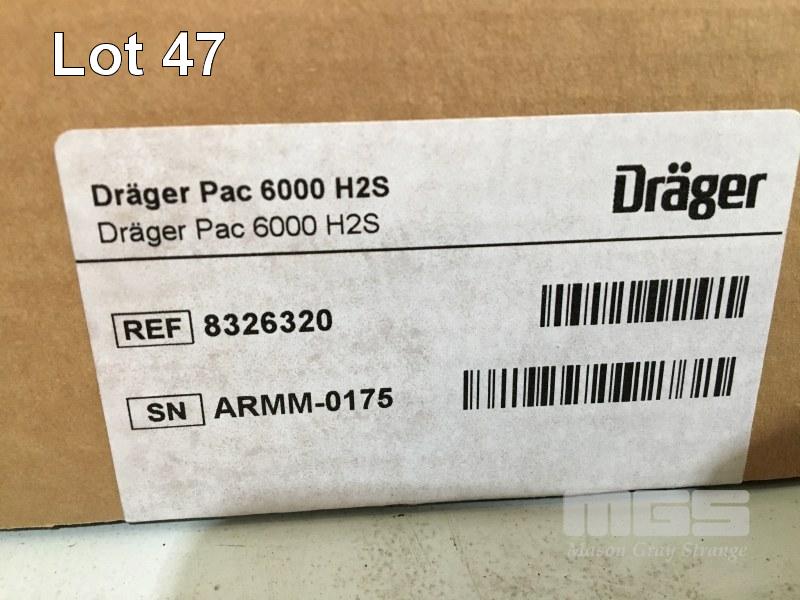 Lot 47
Dräger Pac 6000 H2S
Dräger
Dräger Pac 6000 H2S
REF 8326320
SN ARMM-0175
MGS
Mason Gray Strange